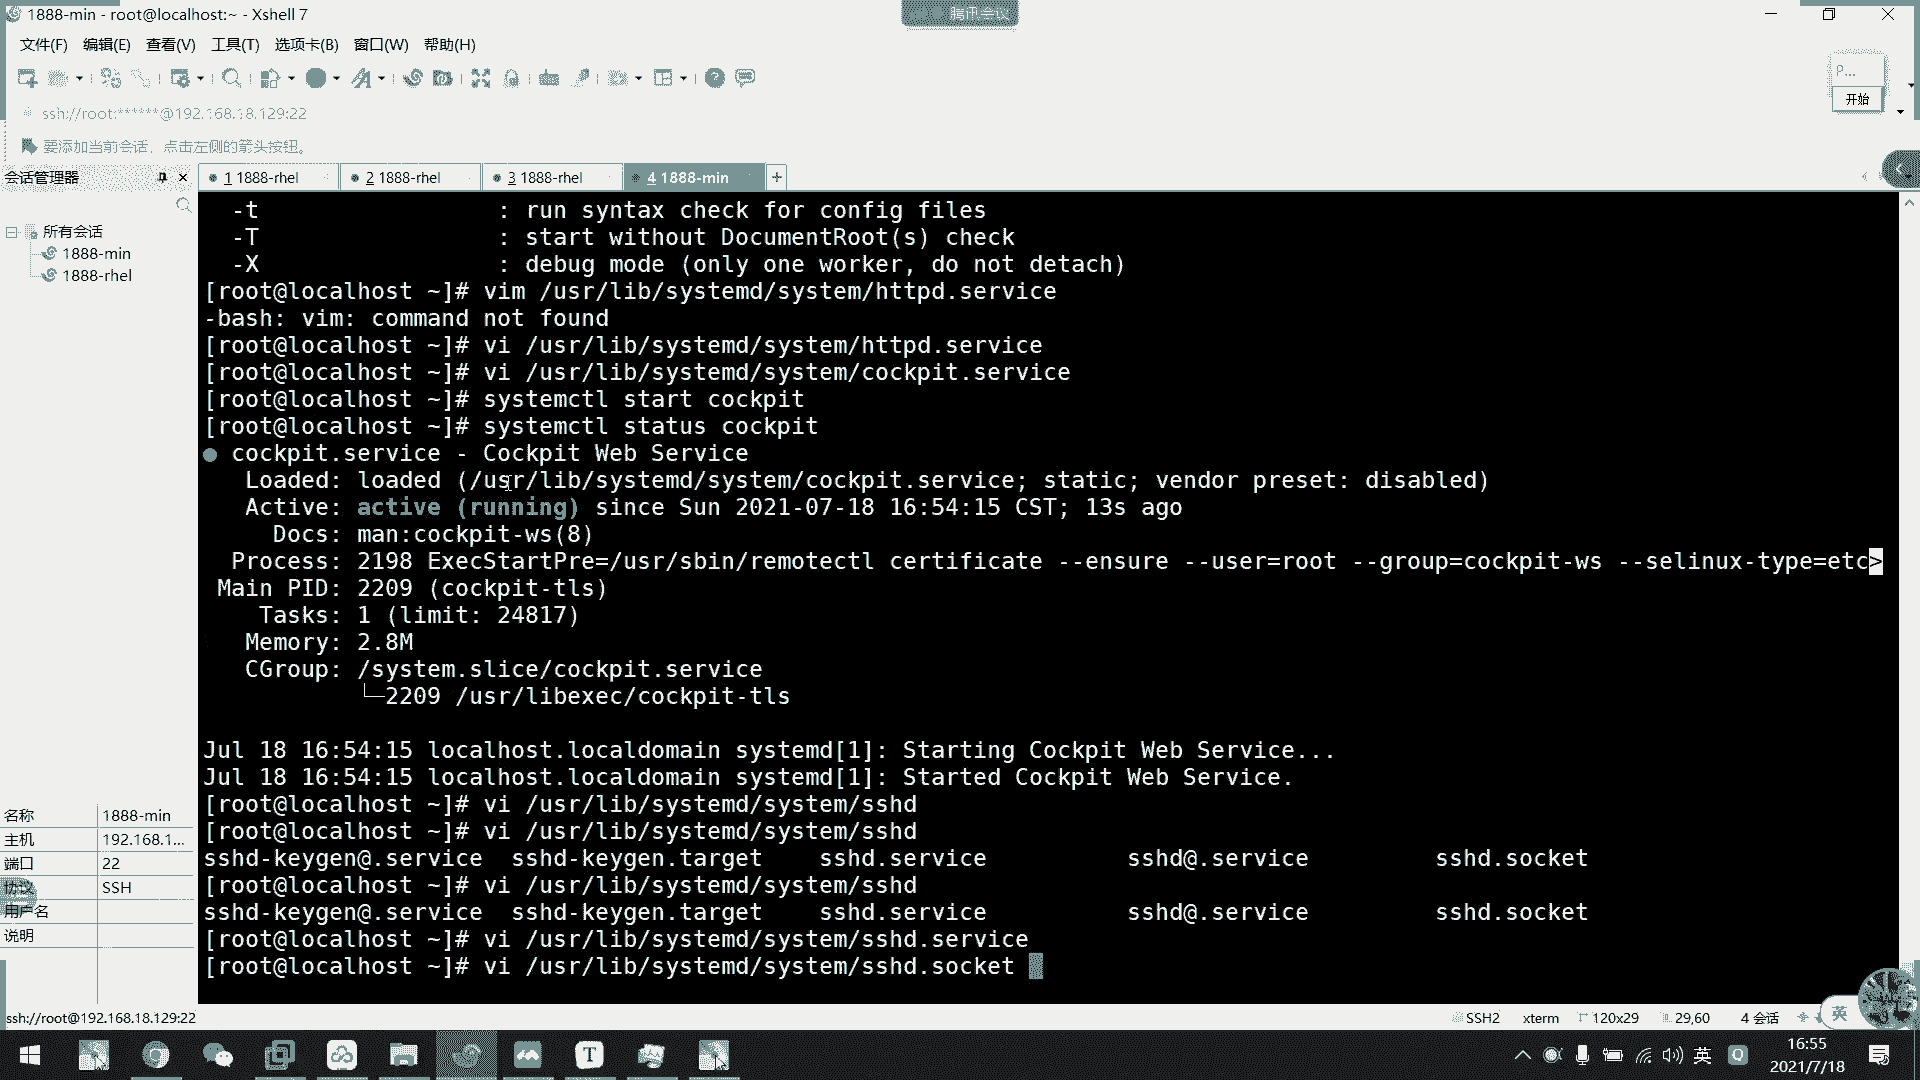 1888-min - root@localhost:~ - Xshell 7
腾讯会议
文件(F) 编辑(E) 查看(V) 工具(T) 选项卡(B) 窗口(W) 帮助(H)
P...
开始
ssh://root:******@192.168.18.129:22
要添加当前会话，点击左侧的箭头按钮。
会话管理器
1 1888-rhel
2 1888-rhel
3 1888-rhel
4 1888-min
所有会话
1888-min
1888-rhel
-t : run syntax check for config files
-T : start without DocumentRoot(s) check
-X : debug mode (only one worker, do not detach)
[root@localhost ~]# vim /usr/lib/systemd/system/httpd.service
-bash: vim: command not found
[root@localhost ~]# vi /usr/lib/systemd/system/httpd.service
[root@localhost ~]# vi /usr/lib/systemd/system/cockpit.service
[root@localhost ~]# systemctl start cockpit
[root@localhost ~]# systemctl status cockpit
● cockpit.service - Cockpit Web Service
Loaded: loaded (/usr/lib/systemd/system/cockpit.service; static; vendor preset: disabled)
Active: active (running) since Sun 2021-07-18 16:54:15 CST; 13s ago
Docs: man:cockpit-ws(8)
Process: 2198 ExecStartPre=/usr/sbin/remotectl certificate --ensure --user=root --group=cockpit-ws --selinux-type=etc>
Main PID: 2209 (cockpit-tls)
Tasks: 1 (limit: 24817)
Memory: 2.8M
CGroup: /system.slice/cockpit.service
└─2209 /usr/libexec/cockpit-tls
Jul 18 16:54:15 localhost.localdomain systemd[1]: Starting Cockpit Web Service...
Jul 18 16:54:15 localhost.localdomain systemd[1]: Started Cockpit Web Service.
[root@localhost ~]# vi /usr/lib/systemd/system/sshd
[root@localhost ~]# vi /usr/lib/systemd/system/sshd
sshd-keygen@.service sshd-keygen.target sshd.service sshd@.service sshd.socket
[root@localhost ~]# vi /usr/lib/systemd/system/sshd
sshd-keygen@.service sshd-keygen.target sshd.service sshd@.service sshd.socket
[root@localhost ~]# vi /usr/lib/systemd/system/sshd.service
[root@localhost ~]# vi /usr/lib/systemd/system/sshd.socket
名称 1888-min
主机 192.168.1...
端口 22
协议 SSH
用户名
说明
ssh://root@192.168.18.129:22
SSH2 xterm 120x29 29,60 4 会话
英
英
16:55
2021/7/18